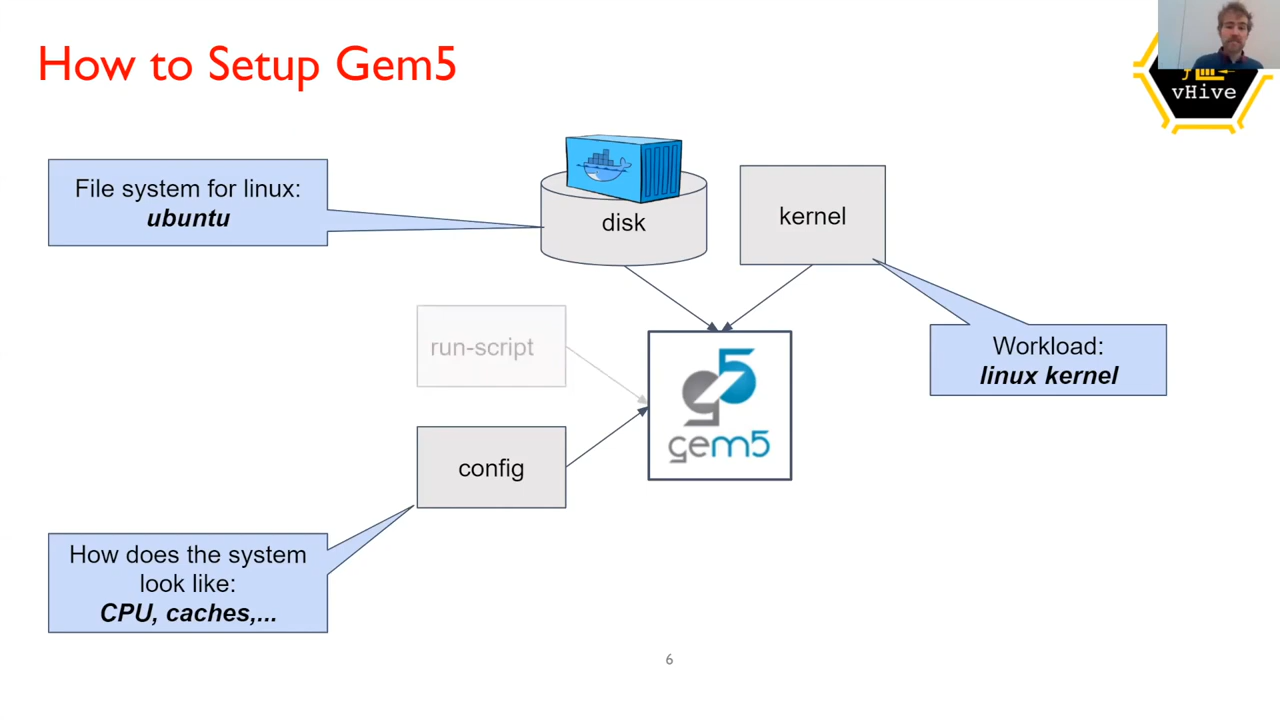 How to Setup Gem5
vHive
File system for linux:
ubuntu
disk
kernel
run-script
Workload:
linux kernel
gem5
config
How does the system
look like:
CPU, caches,...
6